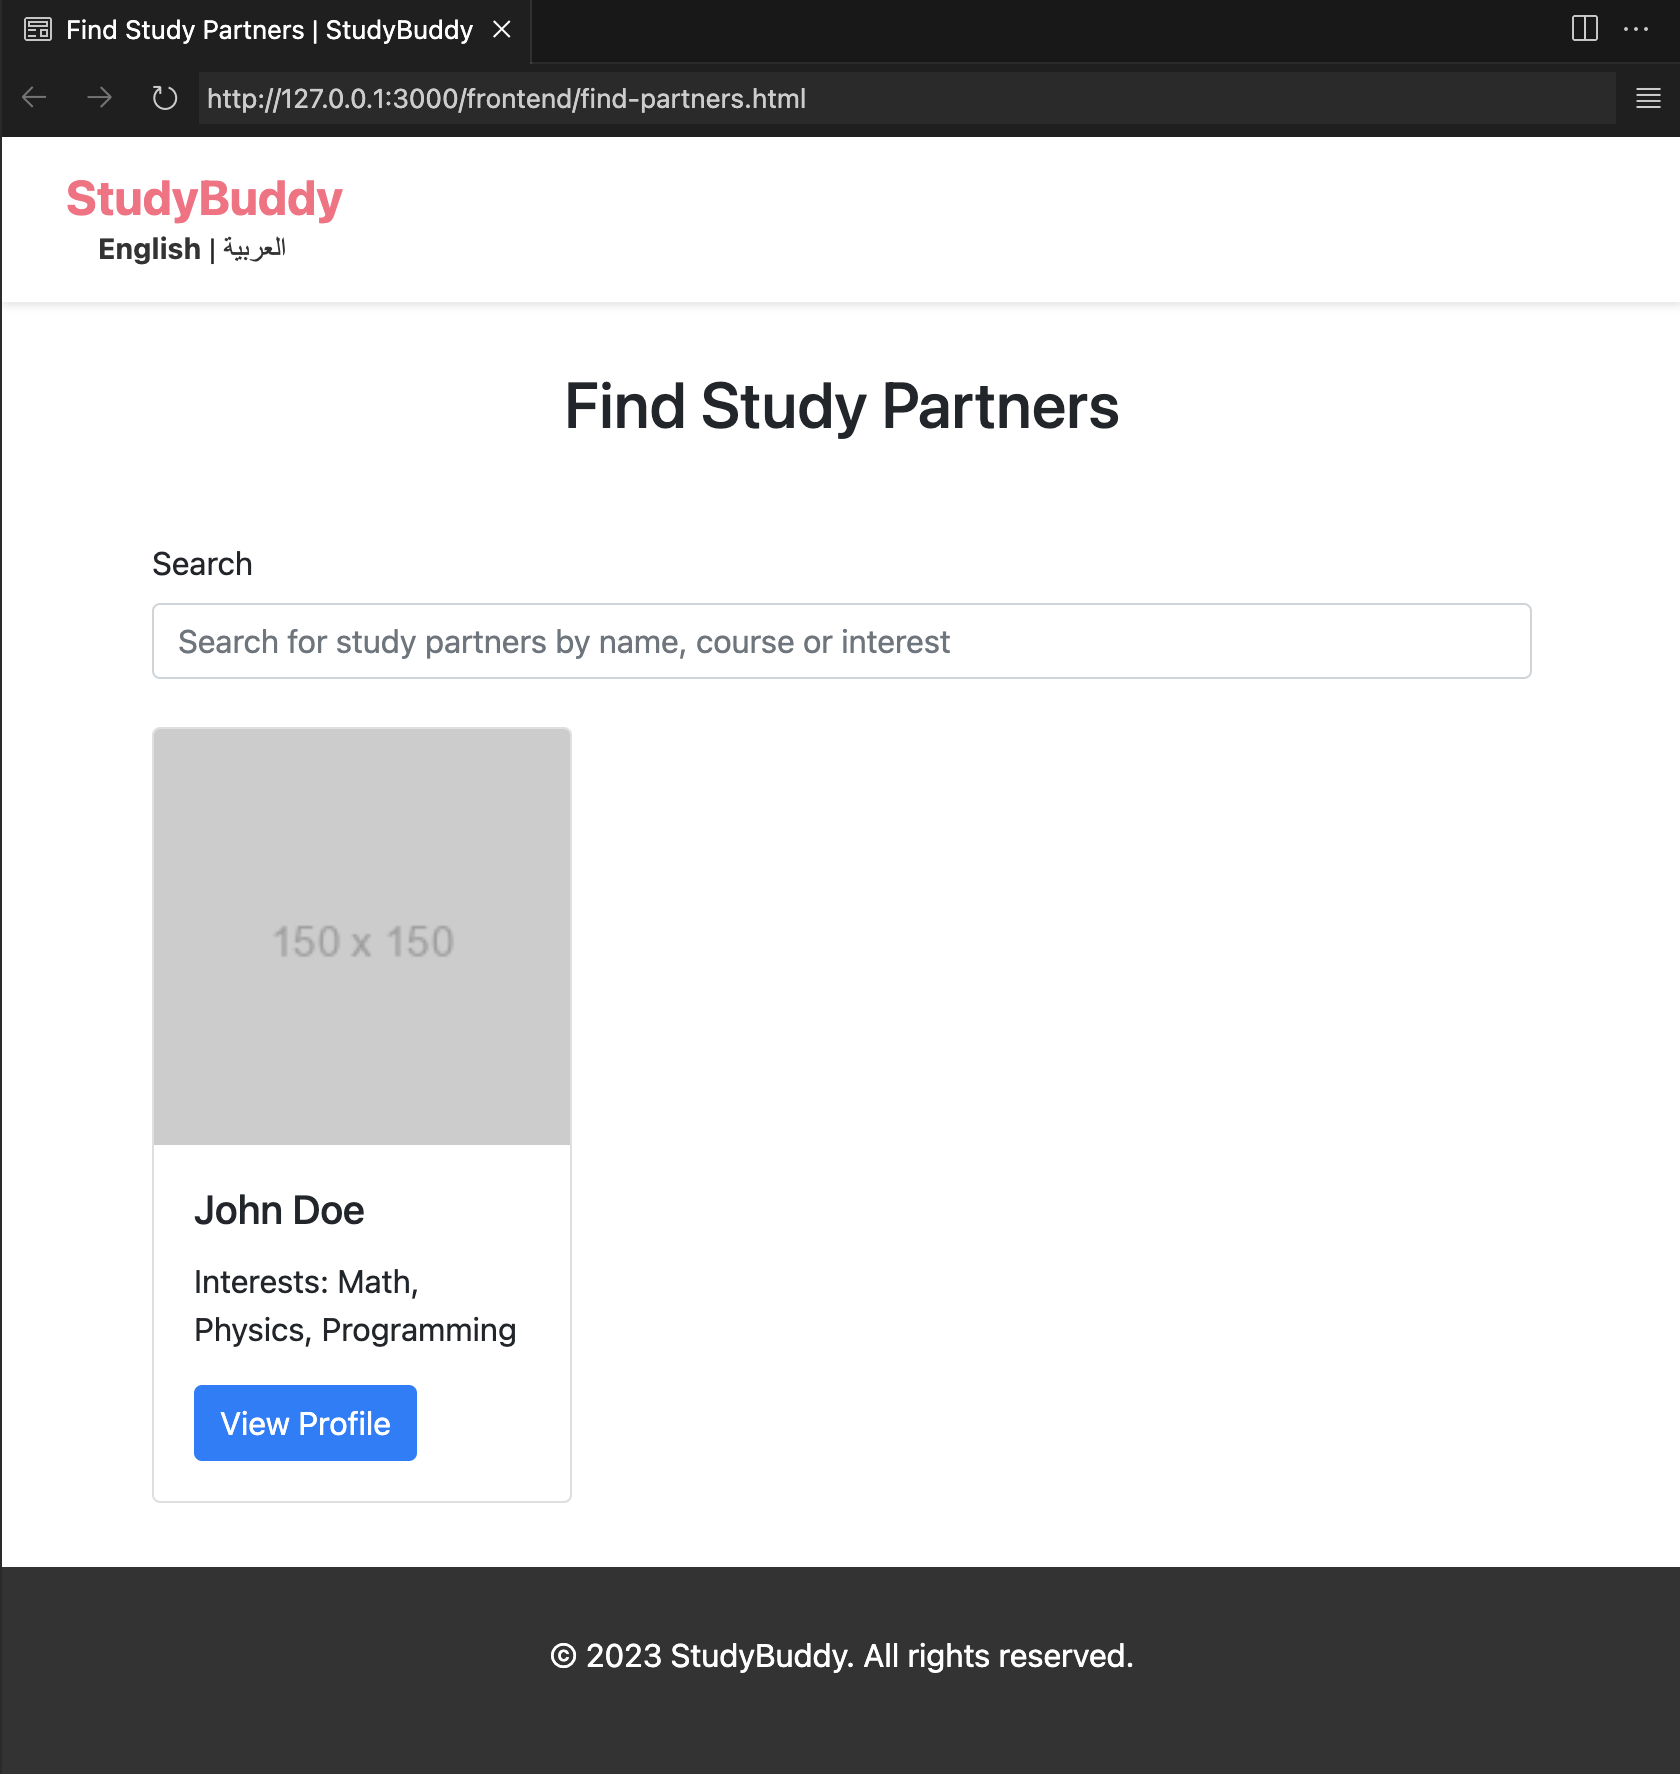 Find Study Partners | StudyBuddy
http://127.0.0.1:3000/frontend/find-partners.html
StudyBuddy
English | العربية
Find Study Partners
Search
Search for study partners by name, course or interest
150 x 150
John Doe
Interests: Math,
Physics, Programming
View Profile
© 2023 StudyBuddy. All rights reserved.